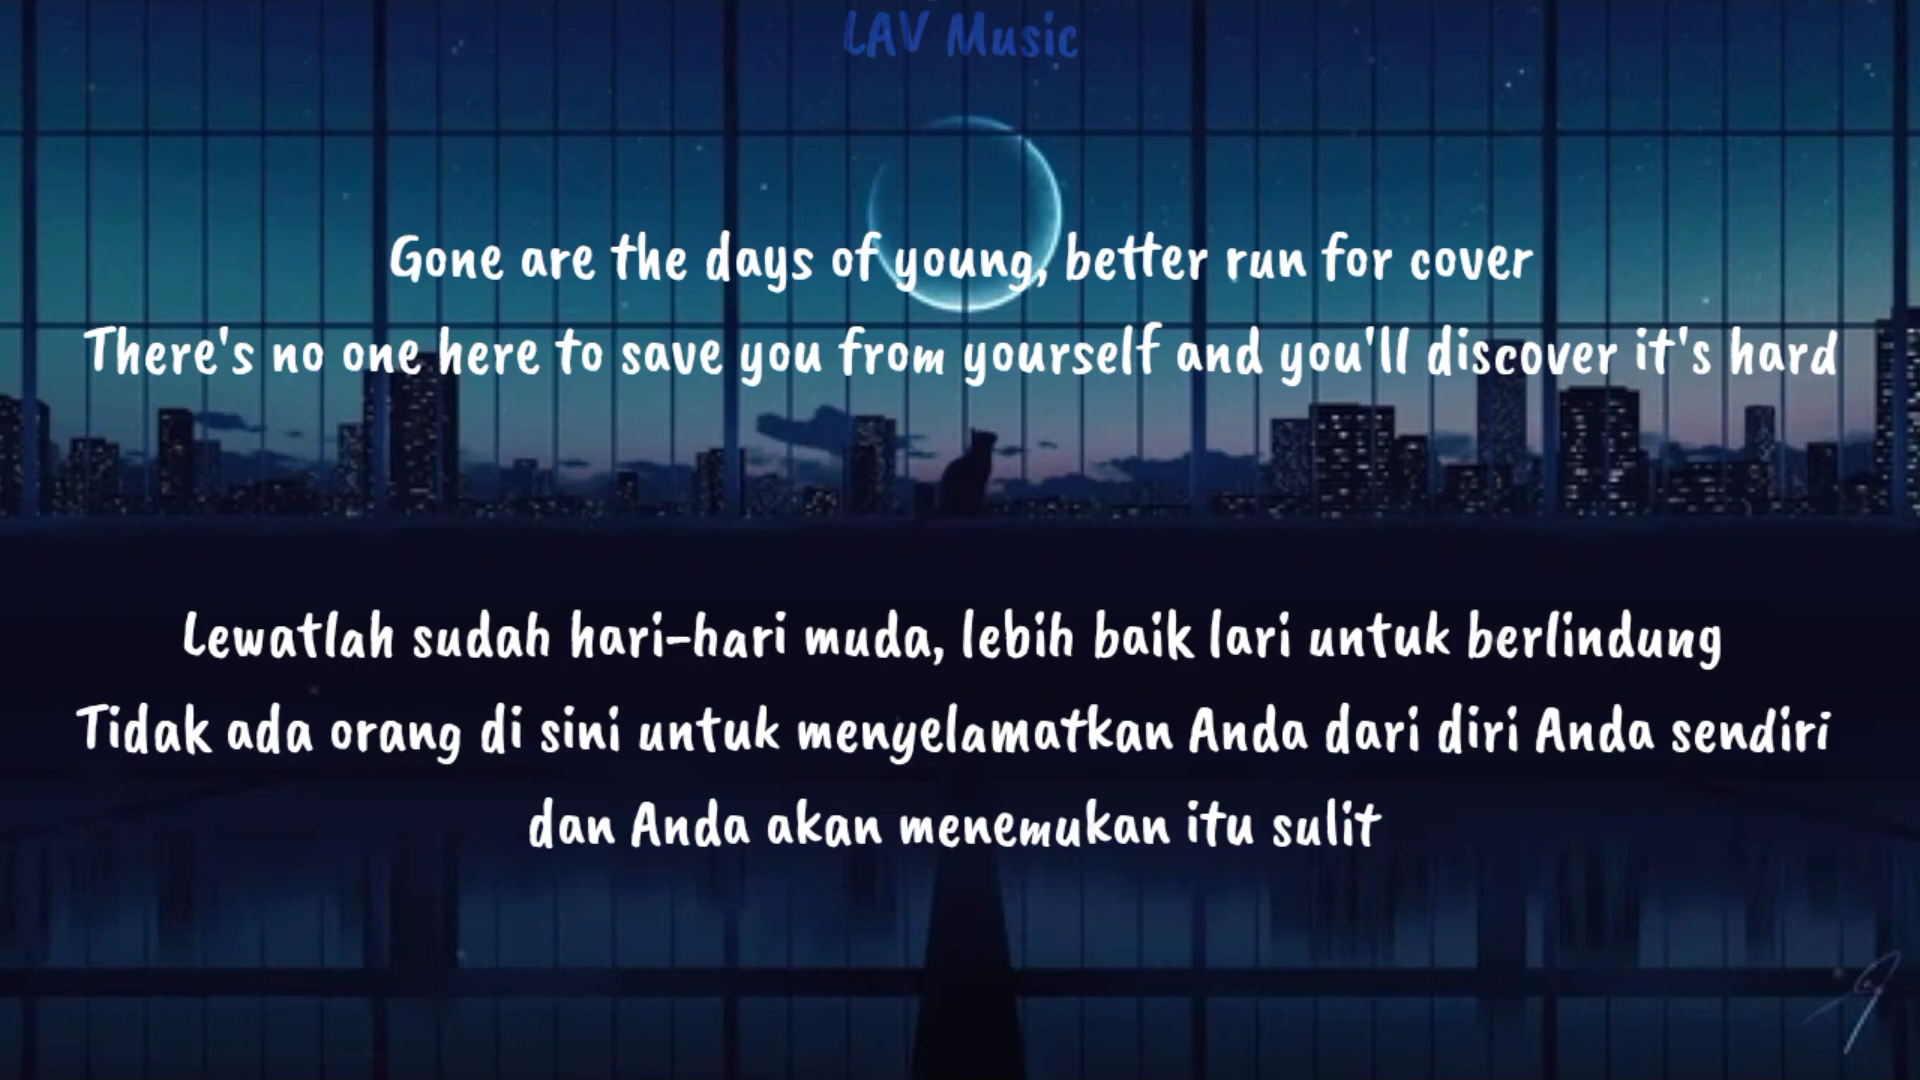 LAV Music
Gone are the days of young, better run for cover
There's no one here to save you from yourself and you'll discover it's hard
Lewatlah sudah hari-hari muda, lebih baik lari untuk berlindung
Tidak ada orang di sini untuk menyelamatkan Anda dari diri Anda sendiri
dan Anda akan menemukan itu sulit